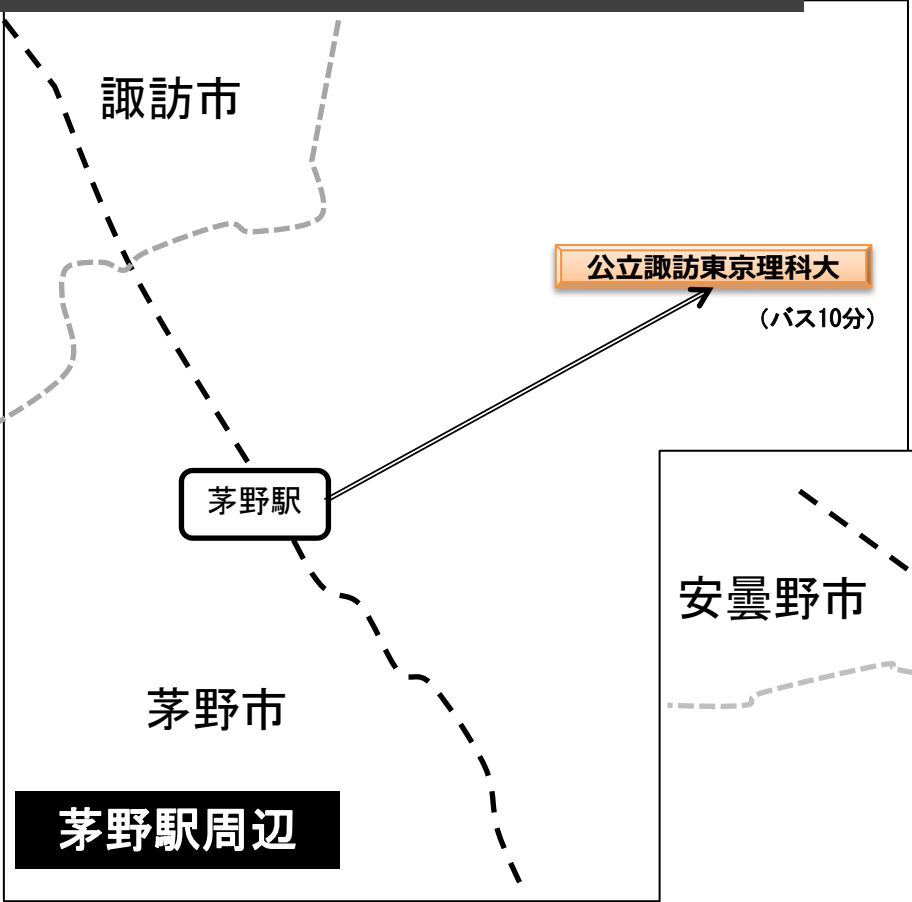 諏訪市
公立諏訪東京理科大
（バス10分）
茅野駅
安曇野市
茅野市
茅野駅周辺